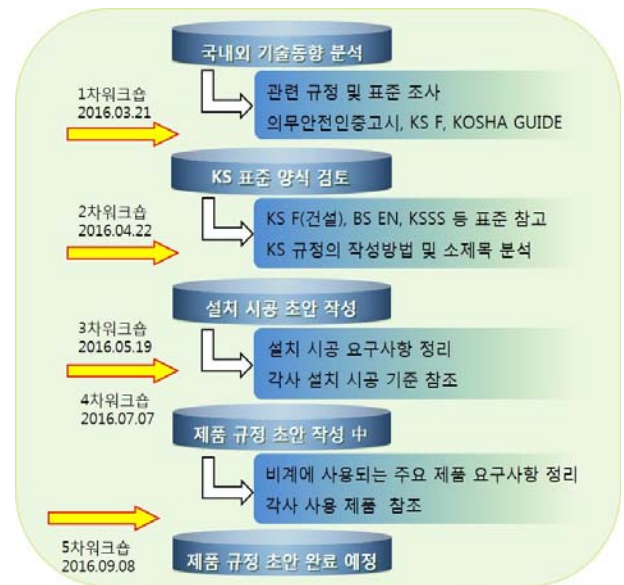 국내외 기술동향 분석
1차워크숍
2016.03.21
관련 규정 및 표준 조사
의무안전인증고시, KS F, KOSHA GUIDE
KS 표준 양식 검토
2차워크숍
2016.04.22
KS F(건설), BS EN, KSSS 등 표준 참고
KS 규정의 작성방법 및 소제목 분석
설치 시공 초안 작성
3차워크숍
2016.05.19
설치 시공 요구사항 정리
각사 설치 시공 기준 참조
4차워크숍
2016.07.07
제품 규정 초안 작성 中
비계에 사용되는 주요 제품 요구사항 정리
각사 사용 제품 참조
5차워크숍
2016.09.08
제품 규정 초안 완료 예정